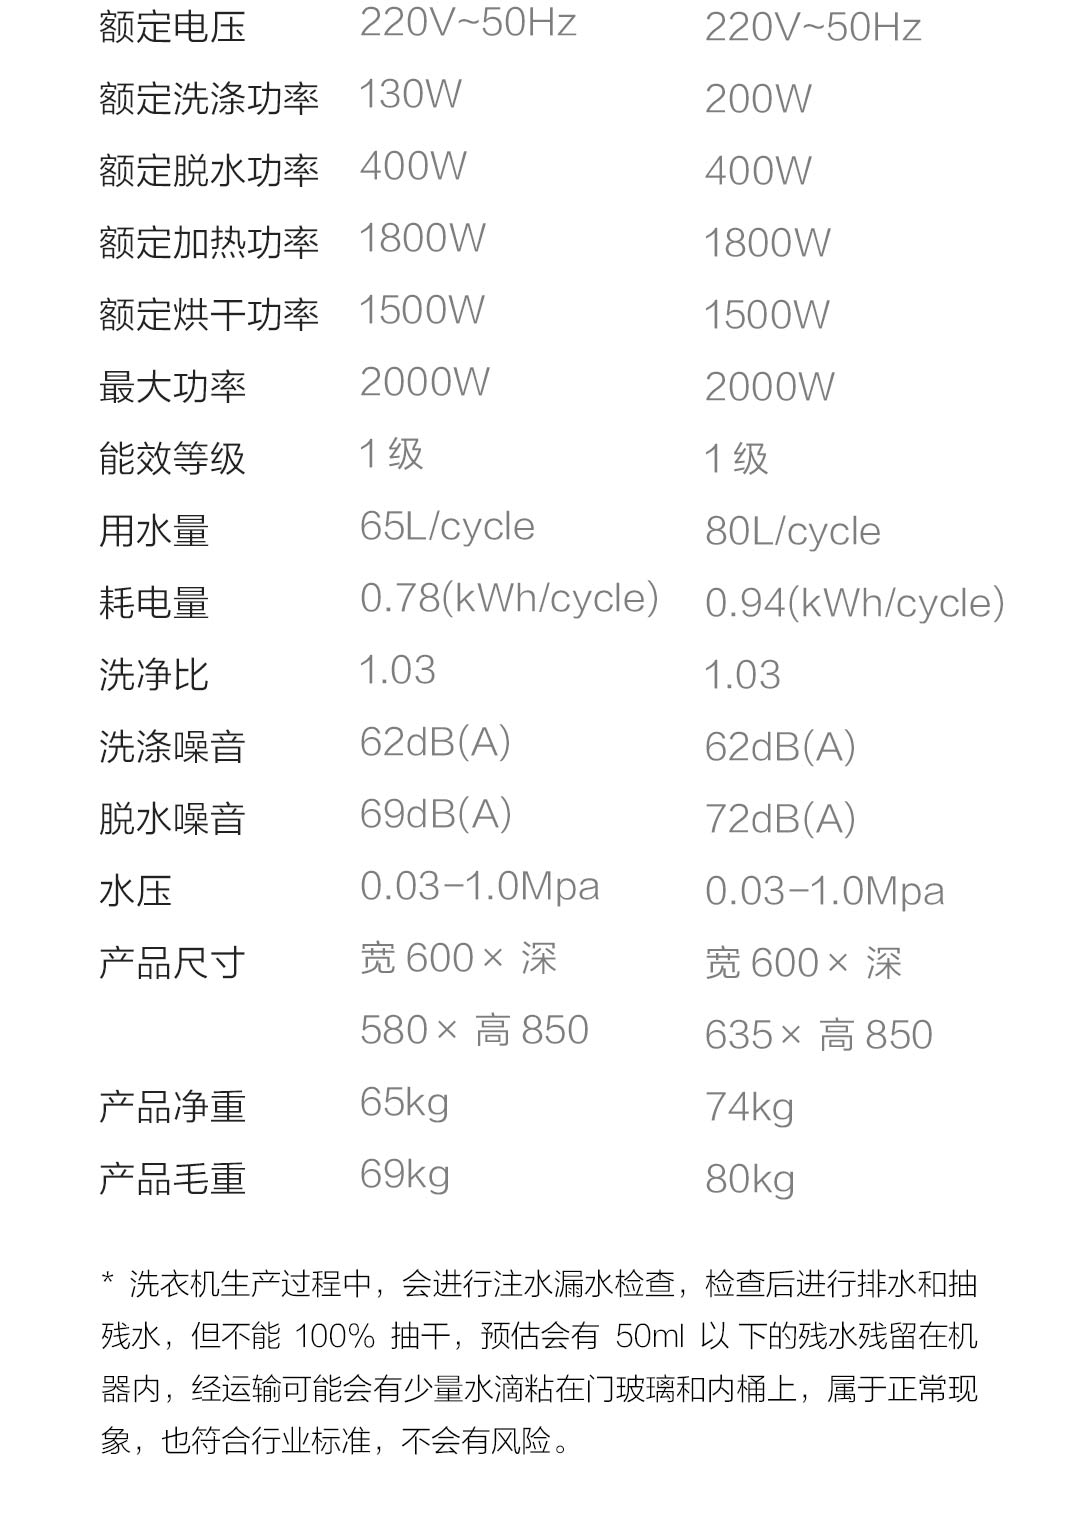 额定电压 220V~50Hz 220V~50Hz
额定洗涤功率 130W 200W
额定脱水功率 400W 400W
额定加热功率 1800W 1800W
额定烘干功率 1500W 1500W
最大功率 2000W 2000W
能效等级 1 级 1 级
用水量 65L/cycle 80L/cycle
耗电量 0.78(kWh/cycle) 0.94(kWh/cycle)
洗净比 1.03 1.03
洗涤噪音 62dB(A) 62dB(A)
脱水噪音 69dB(A) 72dB(A)
水压 0.03-1.0Mpa 0.03-1.0Mpa
产品尺寸 宽 600× 深 宽 600× 深
580× 高 850 635× 高 850
产品净重 65kg 74kg
产品毛重 69kg 80kg
* 洗衣机生产过程中，会进行注水漏水检查，检查后进行排水和抽
残水，但不能 100% 抽干，预估会有 50ml 以 下的残水残留在机
器内，经运输可能会有少量水滴粘在门玻璃和内桶上，属于正常现
象，也符合行业标准，不会有风险。